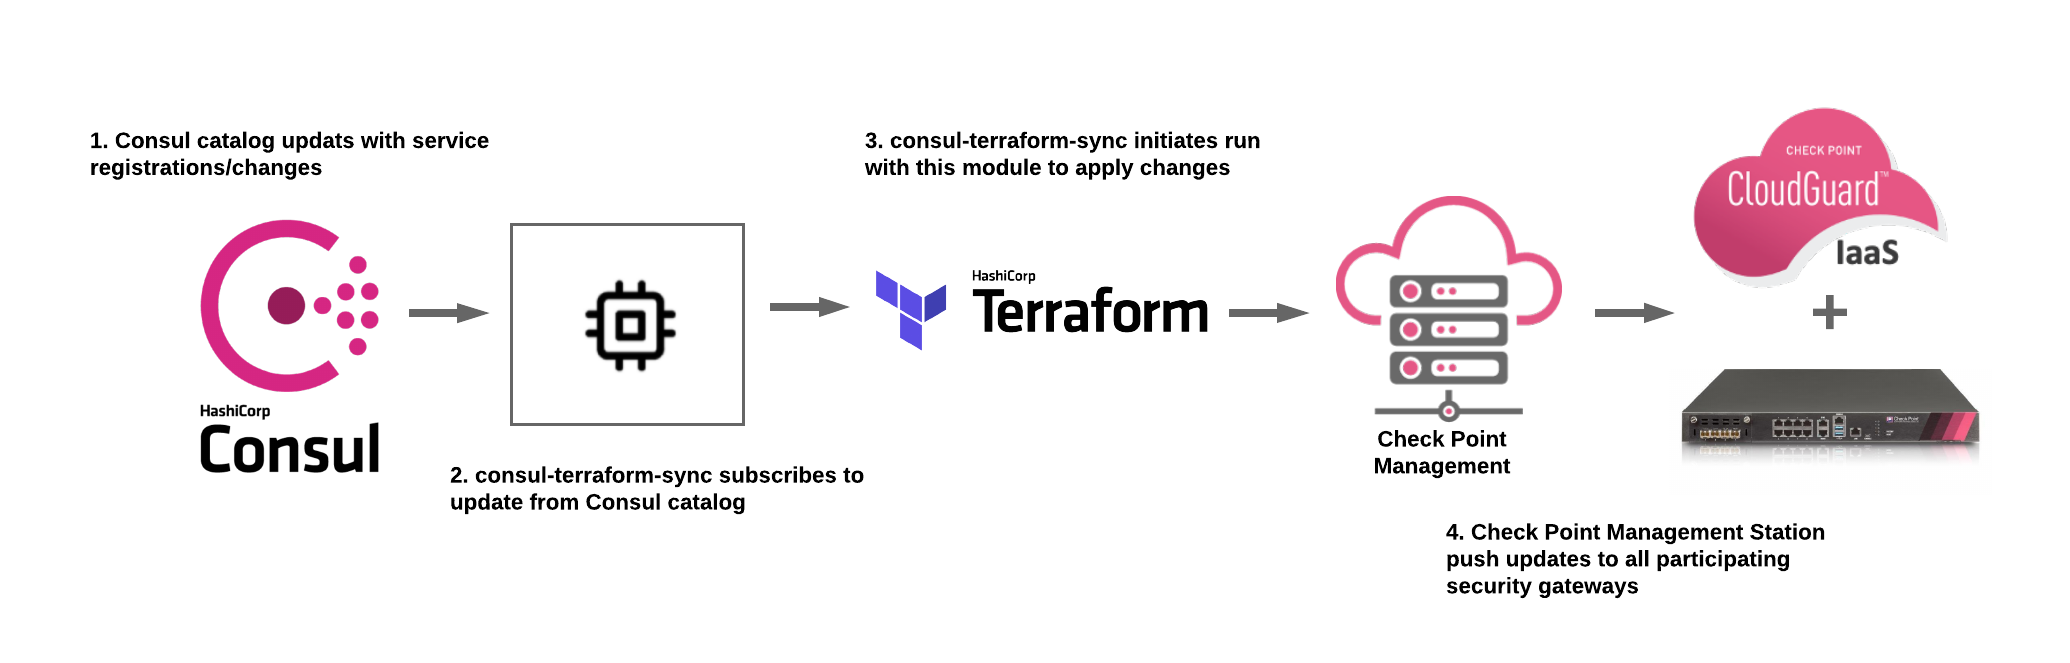 1. Consul catalog updats with service
registrations/changes
HashiCorp
Consul
2. consul-terraform-sync subscribes to
update from Consul catalog
3. consul-terraform-sync initiates run
with this module to apply changes
HashiCorp
Terraform
Check Point
Management
CHECK POINT
CloudGuard™
IaaS
+
Check Point
4. Check Point Management Station
push updates to all participating
security gateways